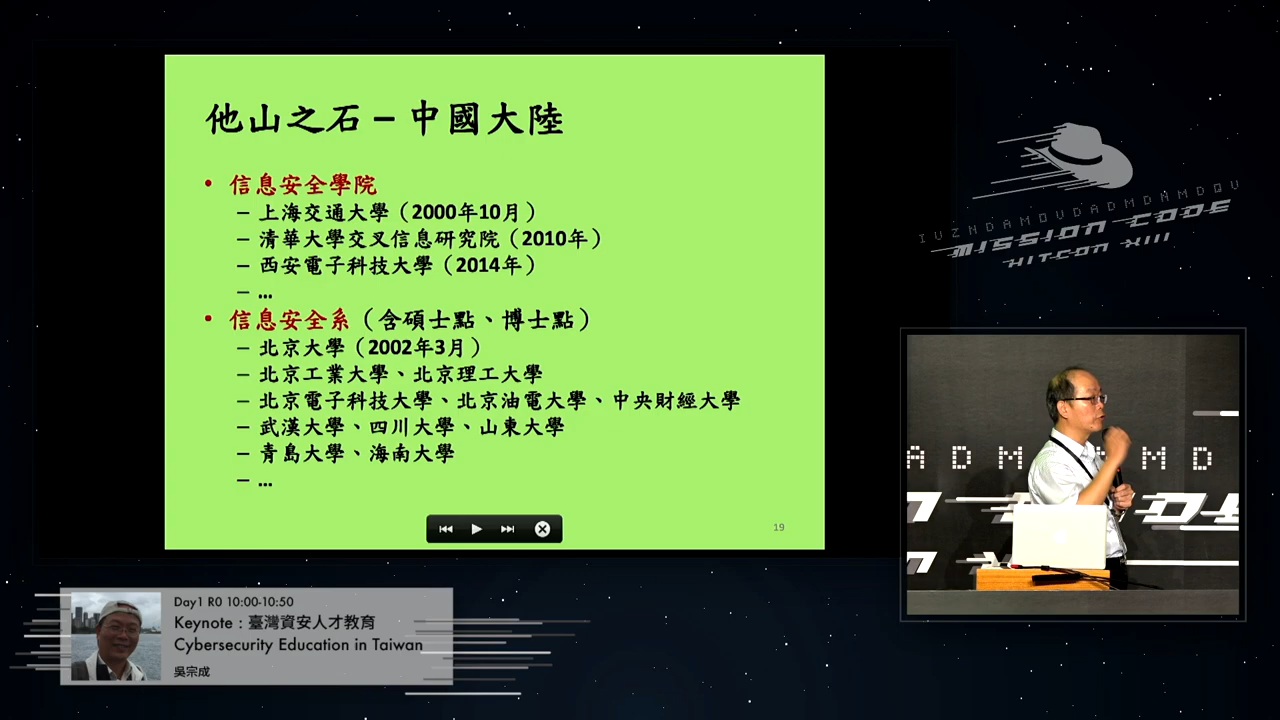 他山之石 – 中國大陸
• 信息安全學院
– 上海交通大學（2000年10月）
– 清華大學交叉信息研究院（2010年）
– 西安電子科技大學（2014年）
– ...
• 信息安全系（含碩士點、博士點）
– 北京大學（2002年3月）
– 北京工業大學、北京理工大學
– 北京電子科技大學、北京油電大學、中央財經大學
– 武漢大學、四川大學、山東大學
– 青島大學、海南大學
– ...
19
IVZNDAMOVDADMDNHMDQV
MISSION CODE
HITCON XIII
ADM MD
Day1 R0 10:00-10:50
Keynote：臺灣資安人才教育
Cybersecurity Education in Taiwan
吳宗成